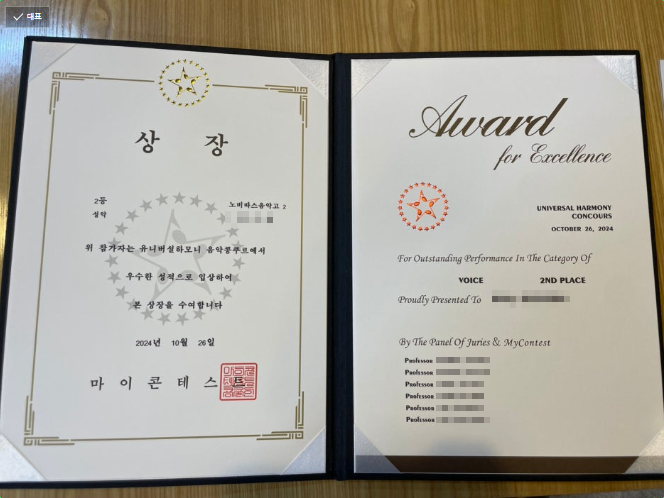 대표
상 장
2등
성악
노버파스음악고 2
위 참가자는 유니버설하모니 음악콩쿠르에서
우수한 성적으로 입상하여
본 상장을 수여합니다
2024년 10월 26일
마 이 콘 테 스 트
Award
for Excellence
UNIVERSAL HARMONY
CONCOURS
OCTOBER 26, 2024
For Outstanding Performance In The Category Of
VOICE 2ND PLACE
Proudly Presented To
By The Panel Of Juries & MyContest
Professor
Professor
Professor
Professor
Professor
Professor